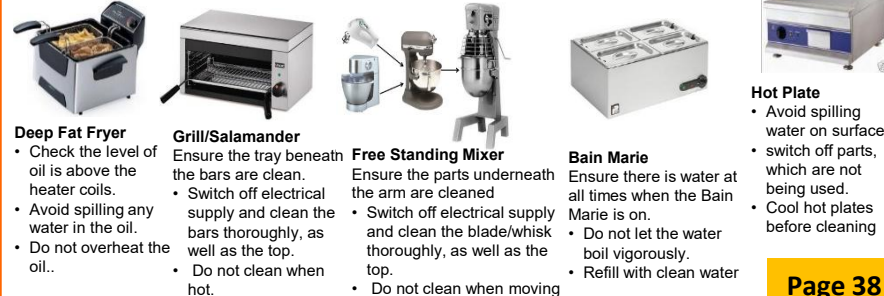 Deep Fat Fryer
• Check the level of
oil is above the
heater coils.
• Avoid spilling any
water in the oil.
• Do not overheat the
oil..
Grill/Salamander
Ensure the tray beneath
the bars are clean.
• Switch off electrical
supply and clean the
bars thoroughly, as
well as the top.
• Do not clean when
hot.
Free Standing Mixer
Ensure the parts underneath
the arm are cleaned
• Switch off electrical supply
and clean the blade/whisk
thoroughly, as well as the
top.
• Do not clean when moving
Bain Marie
Ensure there is water at
all times when the Bain
Marie is on.
• Do not let the water
boil vigorously.
• Refill with clean water
Hot Plate
• Avoid spilling
water on surface
• switch off parts,
which are not
being used.
• Cool hot plates
before cleaning
Page 38